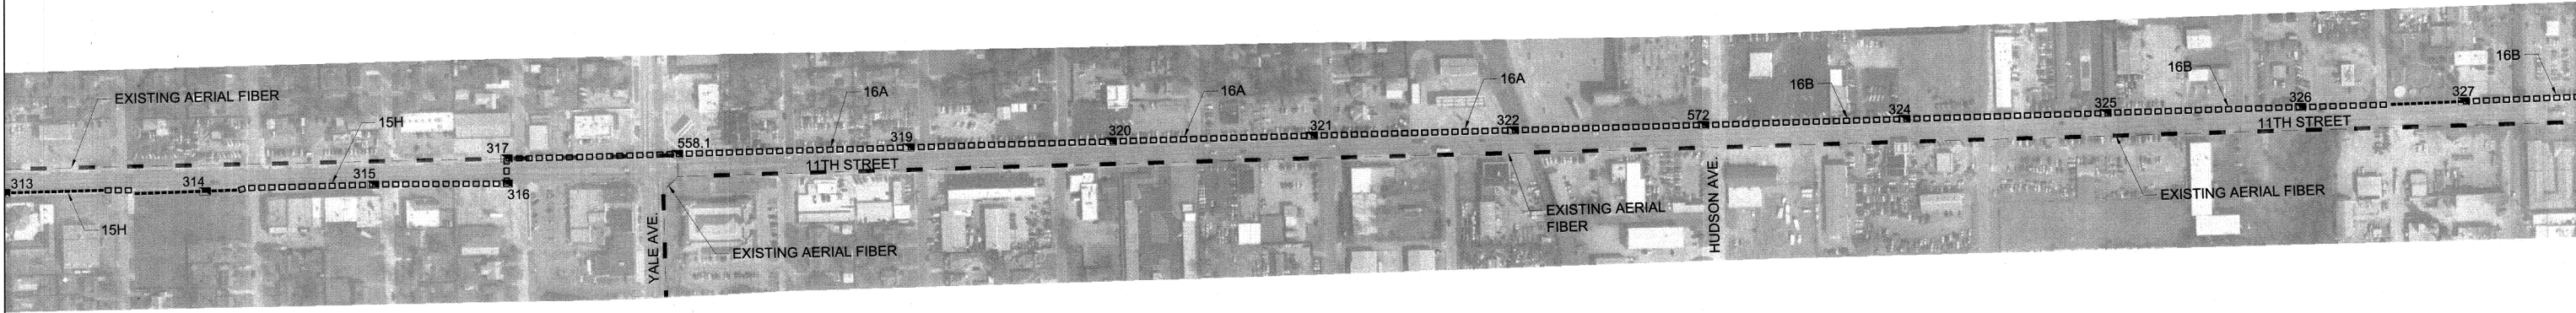 EXISTING AERIAL FIBER
15H
313
314
315
316
317
15H
558.1
16A
319
11TH STREET
YALE AVE.
EXISTING AERIAL FIBER
320
16A
321
16A
322
EXISTING AERIAL
FIBER
572
HUDSON AVE.
16B
324
325
EXISTING AERIAL FIBER
16B
326
11TH STREET
327
16B